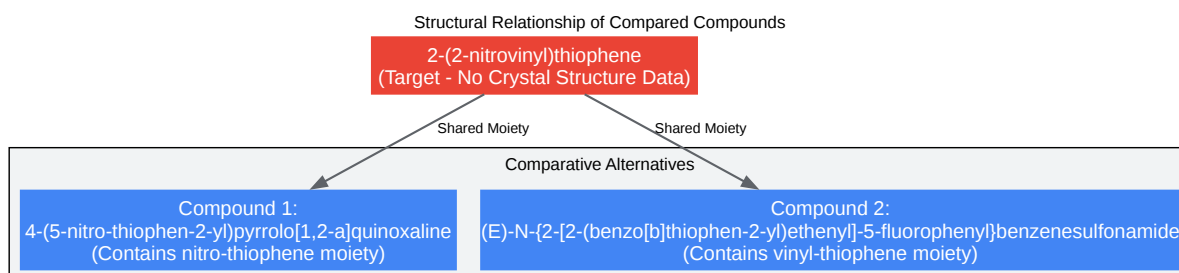 Structural Relationship of Compared Compounds
2-(2-nitrovinyl)thiophene
(Target - No Crystal Structure Data)
Shared Moiety
Shared Moiety
Comparative Alternatives
Compound 1:
4-(5-nitro-thiophen-2-yl)pyrrolo[1,2-a]quinoxaline
(Contains nitro-thiophene moiety)
Compound 2:
(E)-N-{2-[2-(benzo[b]thiophen-2-yl)ethenyl]-5-fluorophenyl}benzenesulfonamide
(Contains vinyl-thiophene moiety)